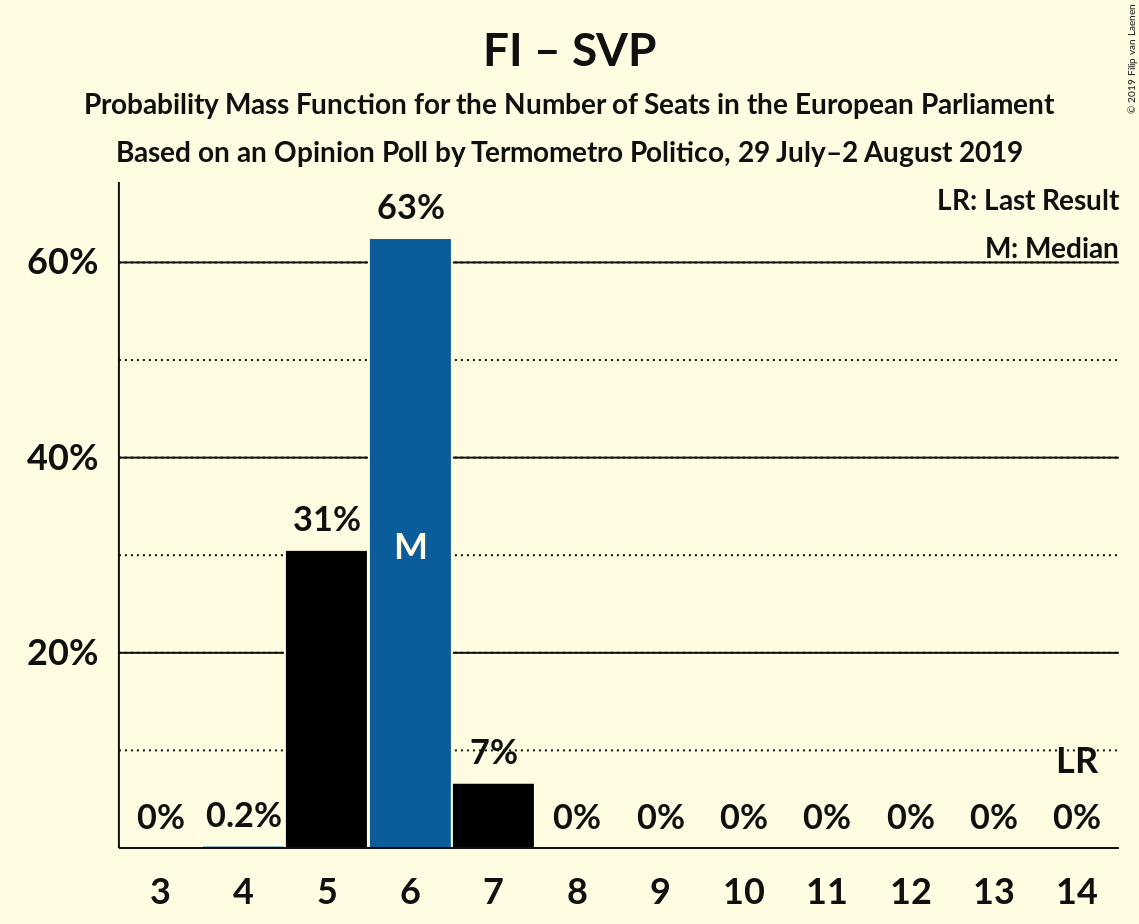 FI – SVP
Probability Mass Function for the Number of Seats in the European Parliament
Based on an Opinion Poll by Termometro Politico, 29 July–2 August 2019
© 2019 Filip van Laenen
LR: Last Result
M: Median
63%
60%
40%
31%
M
20%
7%
LR
0% 0.2% 0% 0% 0% 0% 0% 0% 0%
3 4 5 6 7 8 9 10 11 12 13 14